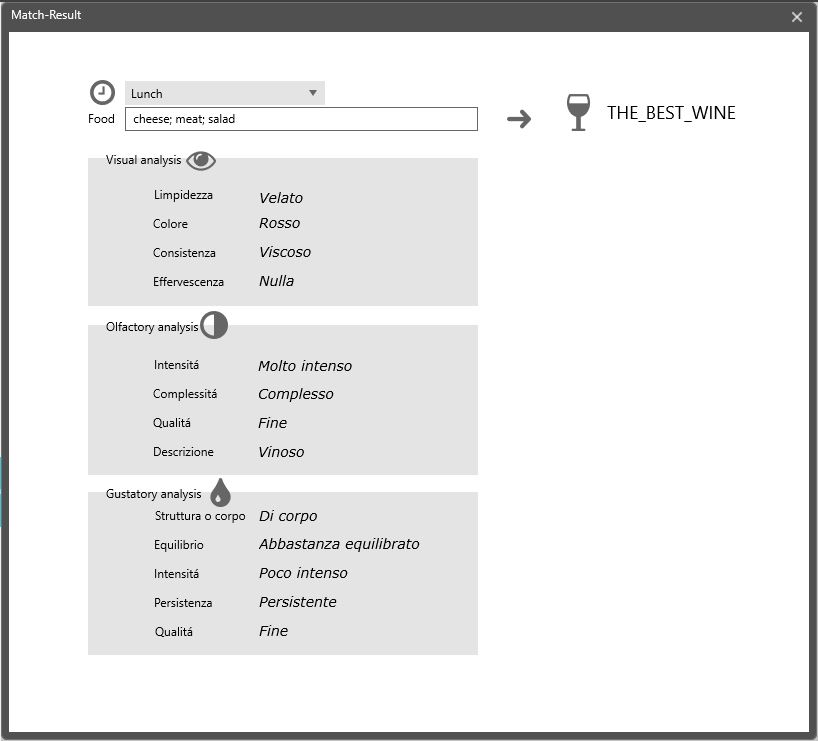 Match-Result
Lunch
Food cheese; meat; salad
THE_BEST_WINE
Visual analysis
Limpidezza Velato
Colore Rosso
Consistenza Viscoso
Effervescenza Nulla
Olfactory analysis
Intensitá Molto intenso
Complessitá Complesso
Qualitá Fine
Descrizione Vinoso
Gustatory analysis
Struttura o corpo Di corpo
Equilibrio Abbastanza equilibrato
Intensitá Poco intenso
Persistenza Persistente
Qualitá Fine